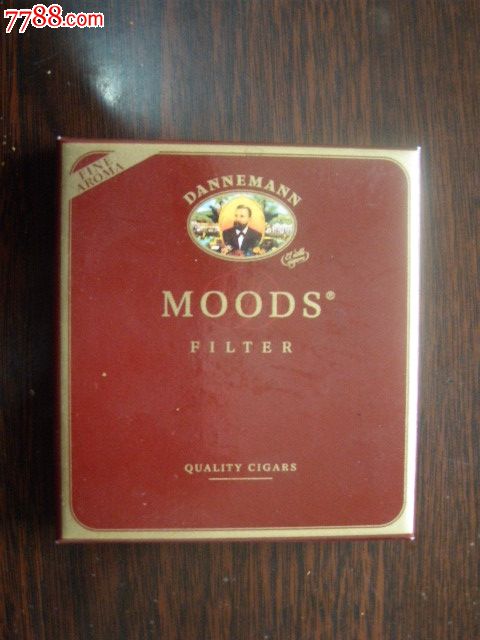 7788.com
FINE
AROMA
DANNEMANN
MOODS®
FILTER
QUALITY CIGARS